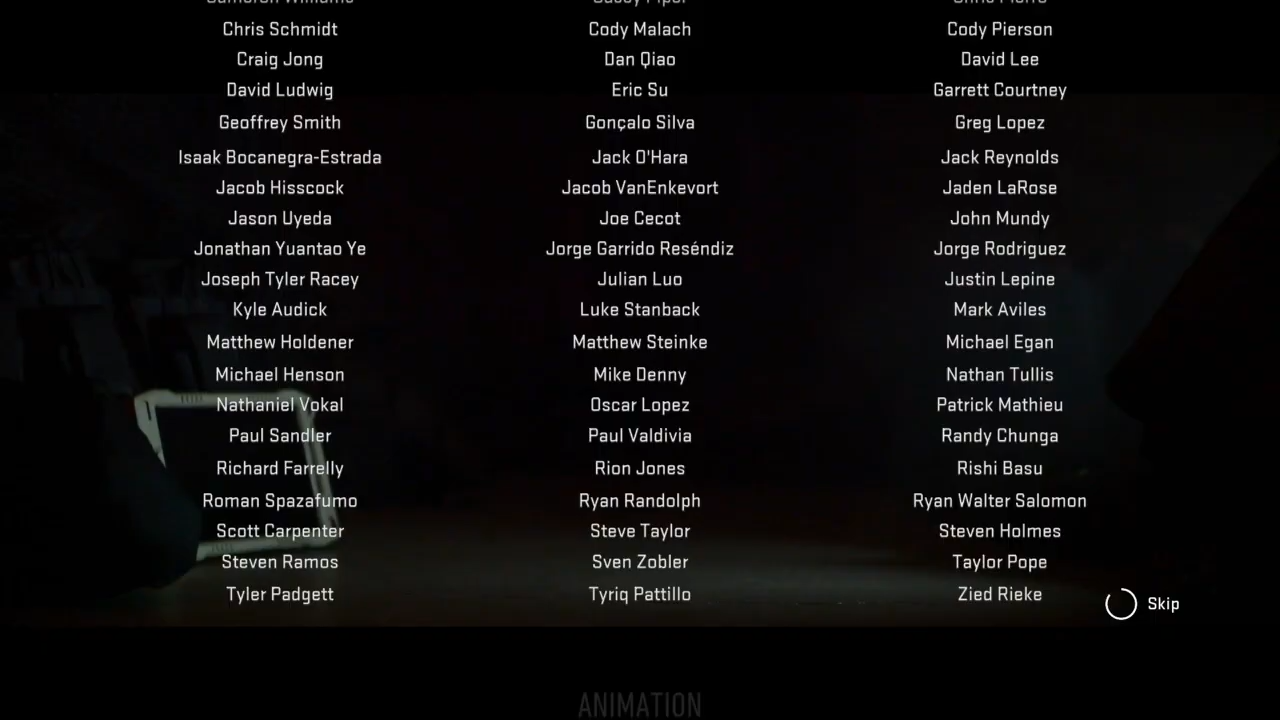 Chris Schmidt Cody Malach Cody Pierson
Craig Jong Dan Qiao David Lee
David Ludwig Eric Su Garrett Courtney
Geoffrey Smith Gonçalo Silva Greg Lopez
Isaak Bocanegra-Estrada Jack O'Hara Jack Reynolds
Jacob Hisscock Jacob VanEnkevort Jaden LaRose
Jason Uyeda Joe Cecot John Mundy
Jonathan Yuantao Ye Jorge Garrido Reséndiz Jorge Rodriguez
Joseph Tyler Racey Julian Luo Justin Lepine
Kyle Audick Luke Stanback Mark Aviles
Matthew Holdener Matthew Steinke Michael Egan
Michael Henson Mike Denny Nathan Tullis
Nathaniel Vokal Oscar Lopez Patrick Mathieu
Paul Sandler Paul Valdivia Randy Chunga
Richard Farrelly Rion Jones Rishi Basu
Roman Spazafumo Ryan Randolph Ryan Walter Salomon
Scott Carpenter Steve Taylor Steven Holmes
Steven Ramos Sven Zobler Taylor Pope
Tyler Padgett Tyriq Pattillo Zied Rieke
Skip
ANIMATION